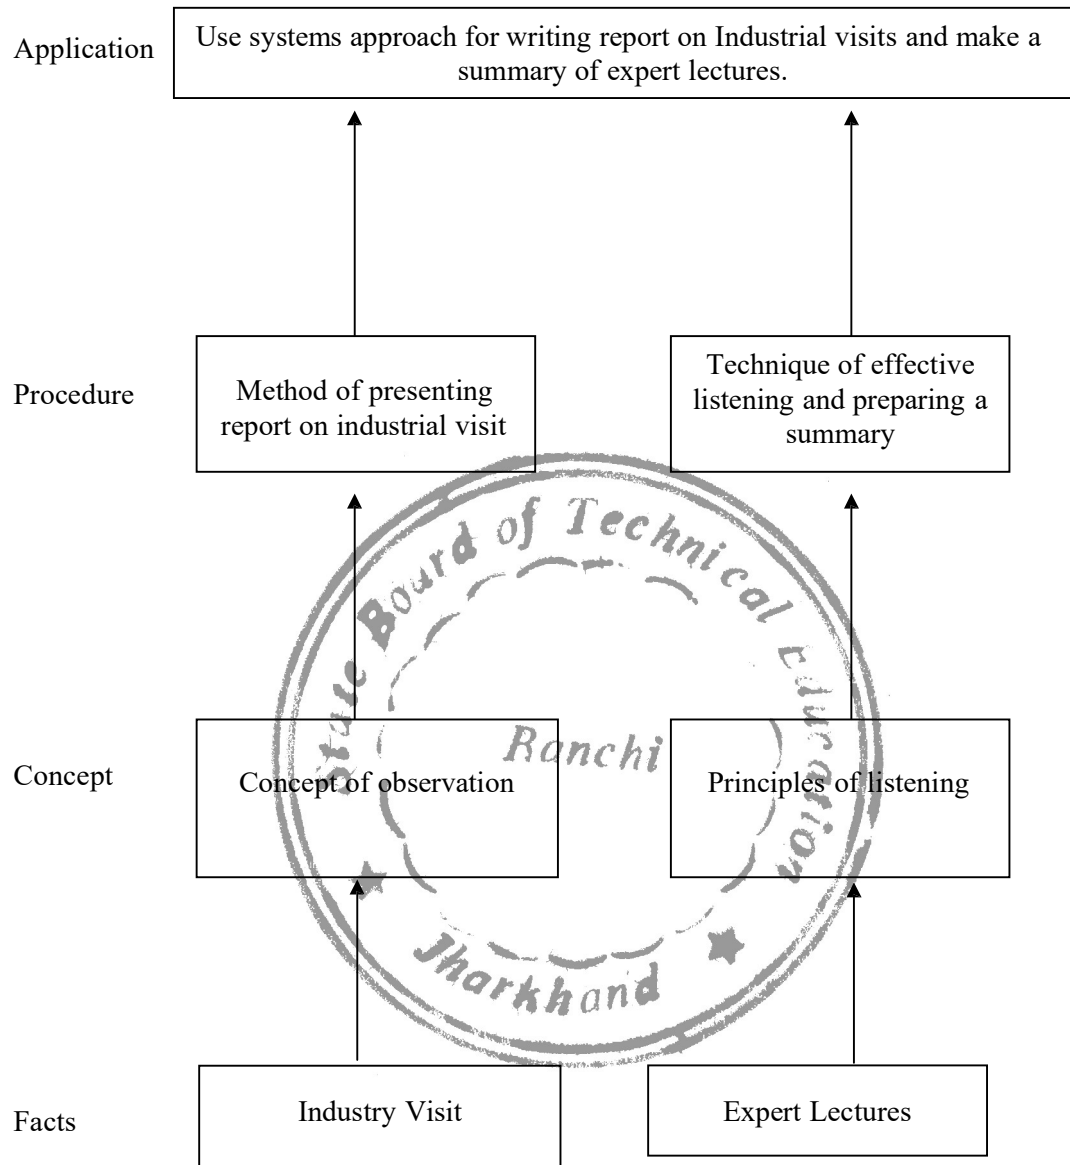 Application
Use systems approach for writing report on Industrial visits and make a
summary of expert lectures.
Procedure
Method of presenting
report on industrial visit
Technique of effective
listening and preparing a
summary
State Board of Technical Education
Ranchi
Jharkhand
Concept
Concept of observation
Principles of listening
Facts
Industry Visit
Expert Lectures